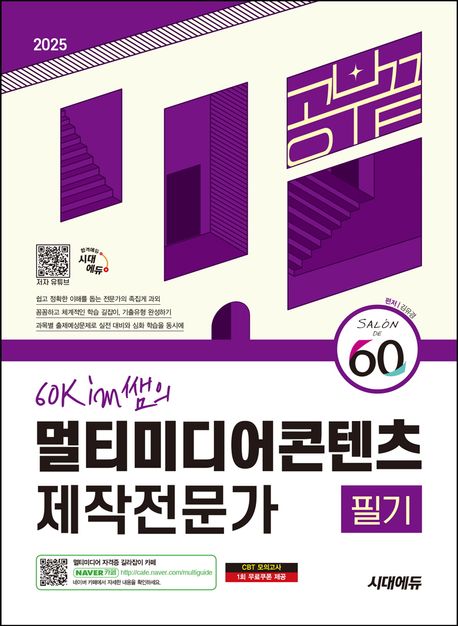 2025
공부끝
합격에듀
시대
에듀
저자 유튜브
쉽고 정확한 이해를 돕는 전문가의 족집게 과외
꼼꼼하고 체계적인 학습 길잡이, 기출유형 완성하기
과목별 출제예상문제로 실전 대비와 심화 학습을 동시에
편저 | 김유경
SALON
DE
60
60Kim쌤의
멀티미디어콘텐츠
제작전문가
필기
멀티미디어 자격증 길라잡이 카페
NAVER 카페 http://cafe.naver.com/multiguide
네이버 카페에서 자세한 내용을 확인하세요.
CBT 모의고사
1회 무료쿠폰 제공
시대에듀